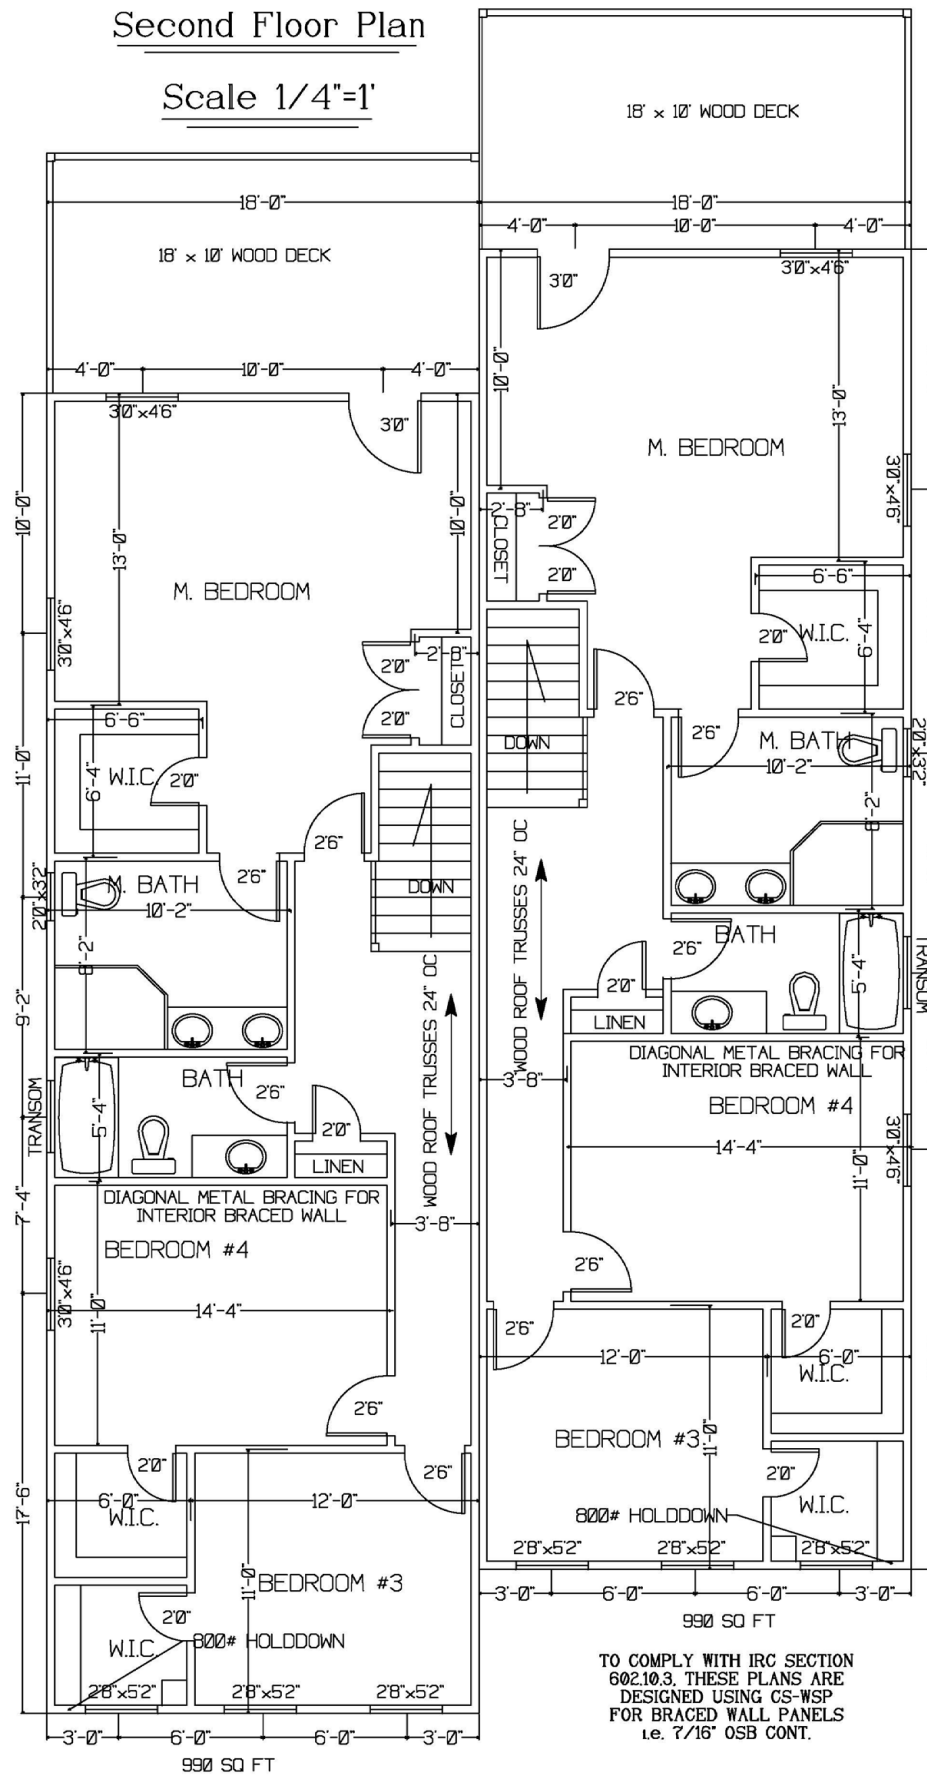 Second Floor Plan
Scale 1/4"=1'
18' x 10' WOOD DECK
18'-0"
18'-0"
4'-0"
10'-0"
4'-0"
18' x 10' WOOD DECK
3'0"
3'0"x4'6"
10'-0"
13'-0"
4'-0"
10'-0"
4'-0"
3'0"x4'6"
3'0"
M. BEDROOM
3'0"x4'6"
10'-0"
13'-0"
10'-0"
2'-8"
CLOSET
2'0"
2'0"
M. BEDROOM
6'-6"
3'0"x4'6"
2'0"
W.I.C.
6'-4"
2'-8"
2'0"
2'0"
CLOSET
2'6"
6'-6"
11'-0"
W.I.C.
2'0"
6'-4"
DOWN
2'6"
M. BATH
10'-2"
2'0"x3'2"
8'-2"
2'6"
2'6"
M. BATH
10'-2"
2'0"x3'2"
DOWN
WOOD ROOF TRUSSES 24" OC
8'-2"
9'-2"
2'6"
BATH
5'-4"
TRANSOM
2'0"
LINEN
WOOD ROOF TRUSSES 24" OC
3'-8"
DIAGONAL METAL BRACING FOR
INTERIOR BRACED WALL
BEDROOM #4
BATH
2'6"
5'-4"
TRANSOM
2'0"
LINEN
14'-4"
11'-0"
3'0"x4'6"
7'-4"
DIAGONAL METAL BRACING FOR
INTERIOR BRACED WALL
3'-8"
BEDROOM #4
3'0"x4'6"
11'-0"
14'-4"
2'6"
2'6"
2'0"
12'-0"
6'-0"
W.I.C.
2'6"
BEDROOM #3
11'-0"
2'0"
2'6"
2'0"
17'-6"
6'-0"
12'-0"
W.I.C.
W.I.C.
800# HOLDDOWN
2'8"x5'2"
2'8"x5'2"
2'8"x5'2"
11'-0"
BEDROOM #3
3'-0"
6'-0"
6'-0"
3'-0"
2'0"
990 SQ FT
W.I.C.
800# HOLDDOWN
2'8"x5'2"
2'8"x5'2"
2'8"x5'2"
3'-0"
6'-0"
6'-0"
3'-0"
990 SQ FT
TO COMPLY WITH IRC SECTION
602.10.3, THESE PLANS ARE
DESIGNED USING CS-WSP
FOR BRACED WALL PANELS
i.e. 7/16" OSB CONT.